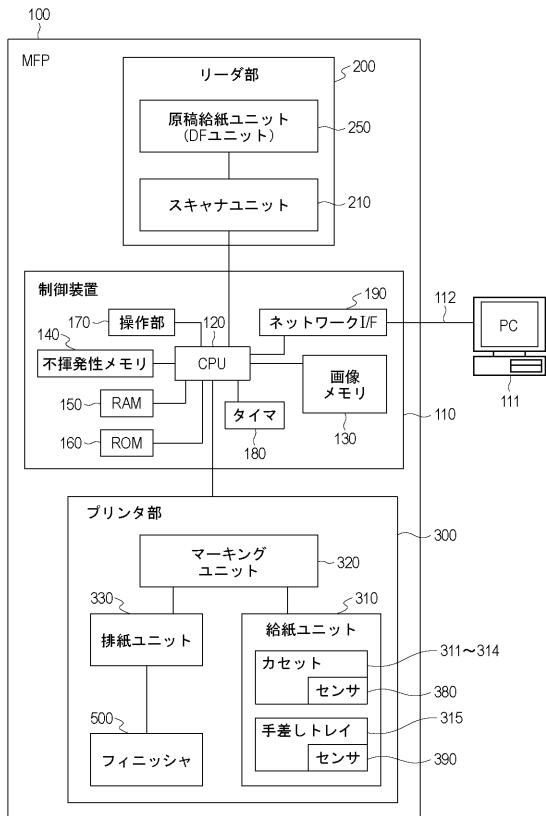 100
MFP
リーダ部
200
原稿給紙ユニット
(DFユニット)
250
スキャナユニット
210
制御装置
190
112
170
操作部
120
ネットワークI/F
PC
140
不揮発性メモリ
CPU
画像
メモリ
111
150
RAM
タイマ
110
160
ROM
180
130
プリンタ部
300
マーキング
ユニット
320
330
310
排紙ユニット
給紙ユニット
カセット
311〜314
センサ
380
500
手差しトレイ
315
フィニッシャ
センサ
390